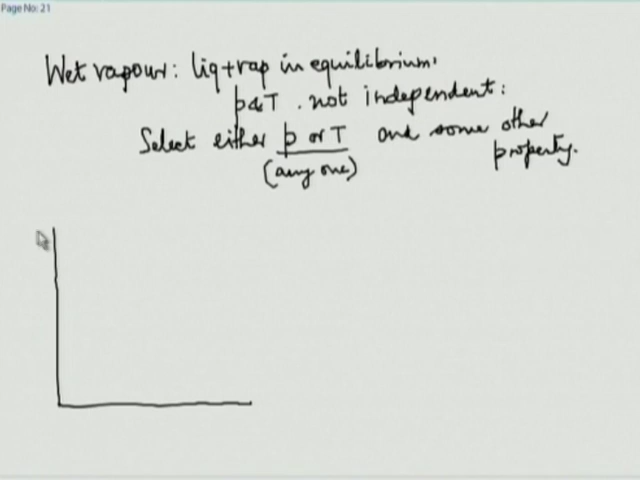 Page No: 21
Wet vapour: liq+vap in equilibrium.
p&T. not independent:
Select either p or T and some other
property.
(any one)